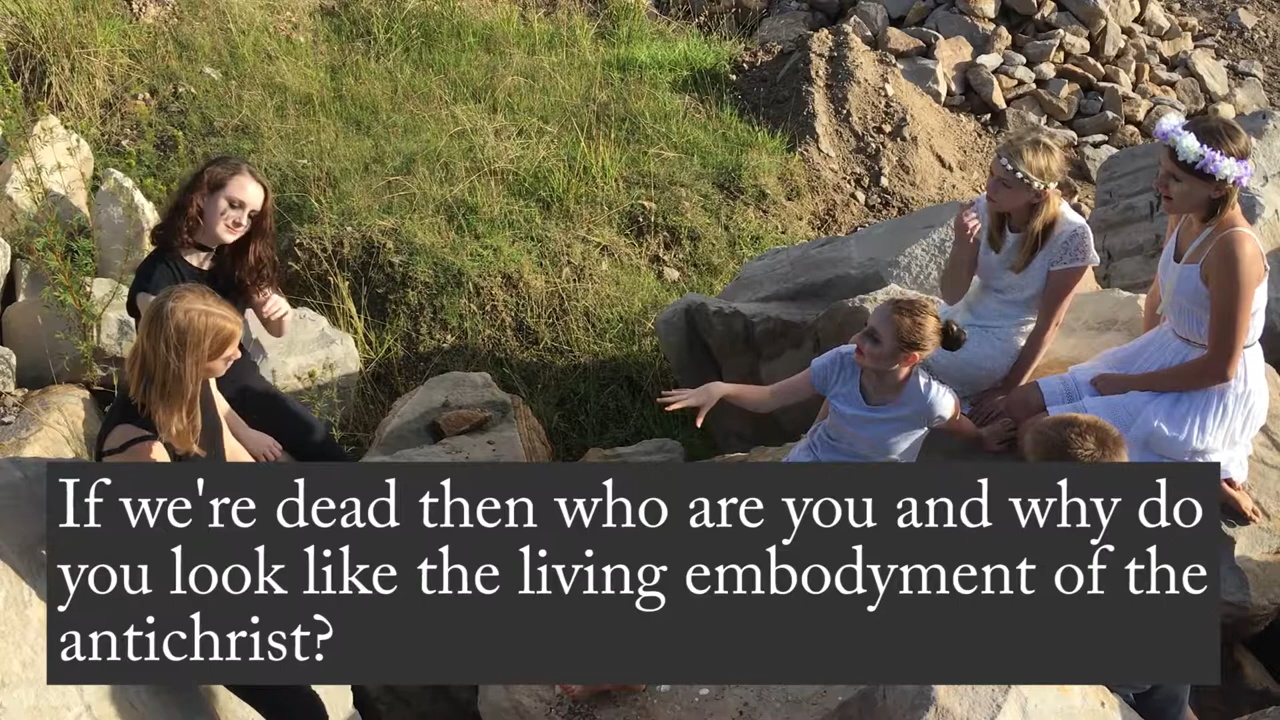 If we're dead then who are you and why do
you look like the living embodyment of the
antichrist?